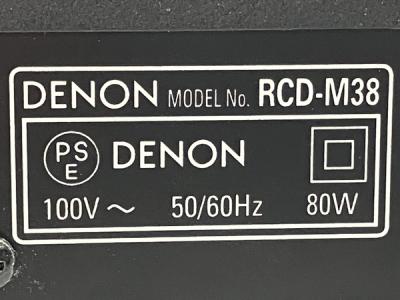 DENON MODEL No. RCD-M38
PS
E DENON
100V ~ 50/60Hz 80W